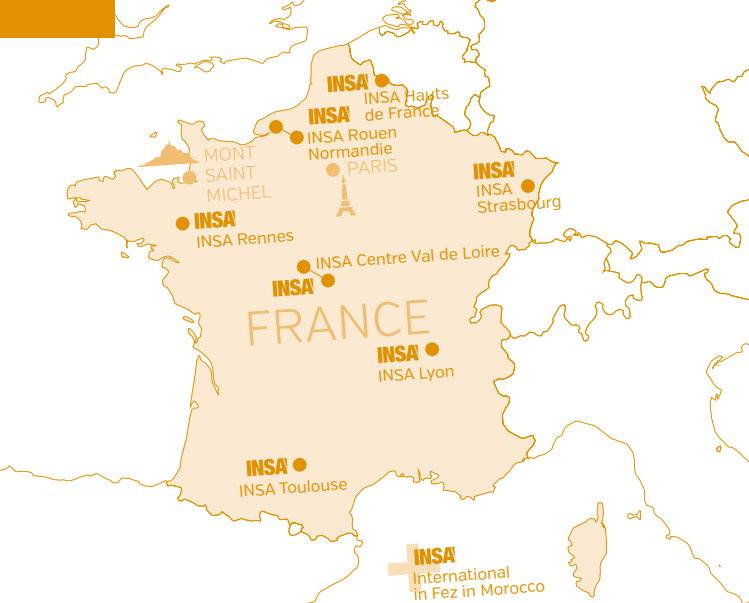 INSA
INSA Hauts
de France
INSA
INSA Rouen
Normandie
MONT
SAINT
MICHEL
PARIS
INSA
INSA
Strasbourg
INSA
INSA Rennes
INSA Centre Val de Loire
INSA
FRANCE
INSA
INSA Lyon
INSA
INSA Toulouse
INSA
International
in Fez in Morocco